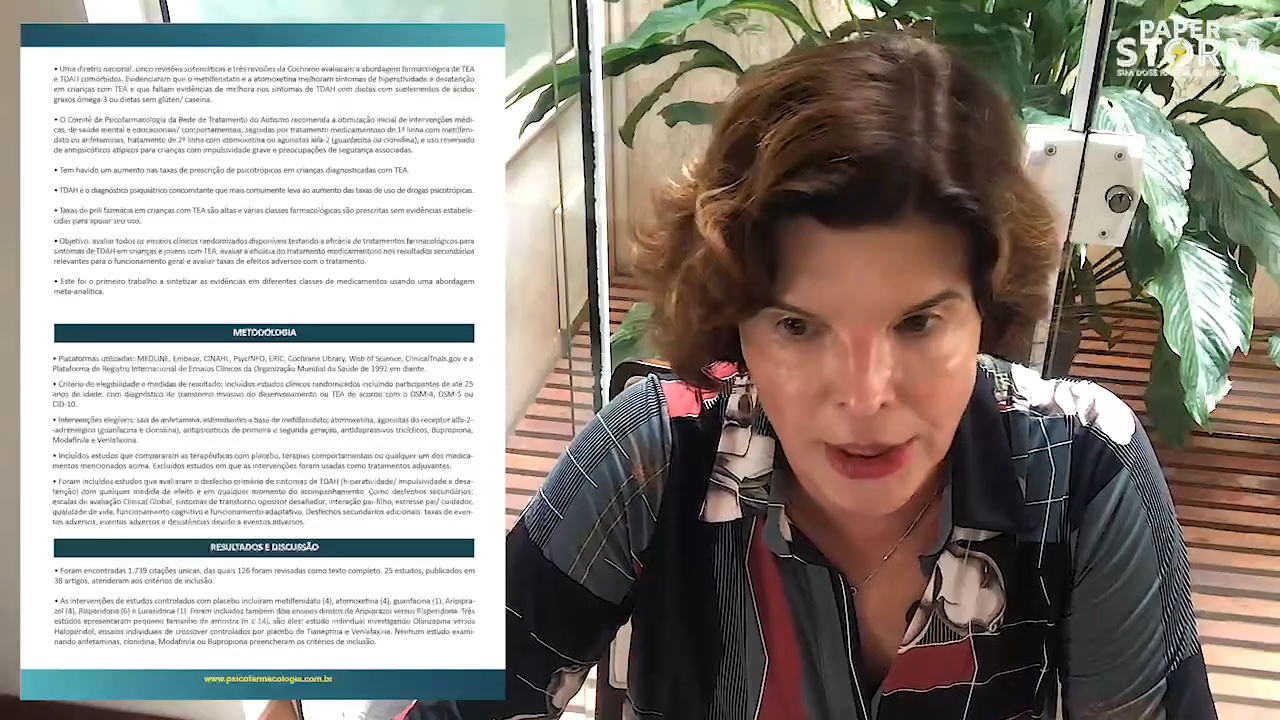 PAPER
STORM
• Uma diretriz nacional, cinco revisões sistemáticas e três revisões da Cochrane avaliaram a abordagem farmacológica de TEA
e TDAH comórbidos. Evidenciaram que o metilfenidato e a atomoxetina melhoram sintomas de hiperatividade e desatenção
em crianças com TEA e que faltam evidências de melhora nos sintomas de TDAH com dietas com suplementos de ácidos
graxos ômega-3 ou dietas sem glúten/ caseína.
• O Comitê de Psicofarmacologia da Rede de Tratamento do Autismo recomenda a otimização inicial de intervenções médi-
cas, de saúde mental e educacionais/ comportamentais, seguidas por tratamento medicamentoso de 1ª linha com metilfeni-
dato ou anfetaminas, tratamento de 2ª linha com atomoxetina ou agonistas alfa-2 (guanfacina ou clonidina), e uso reservado
de antipsicóticos atípicos para crianças com impulsividade grave e preocupações de segurança associadas.
• Tem havido um aumento nas taxas de prescrição de psicotrópicos em crianças diagnosticadas com TEA.
• TDAH é o diagnóstico psiquiátrico concomitante que mais comumente leva ao aumento das taxas de uso de drogas psicotrópicas.
• Taxas de poli farmácia em crianças com TEA são altas e várias classes farmacológicas são prescritas sem evidências estabele-
cidas para apoiar seu uso.
• Objetivo: avaliar todos os ensaios clínicos randomizados disponíveis testando a eficácia de tratamentos farmacológicos para
sintomas de TDAH em crianças e jovens com TEA, avaliar a eficácia do tratamento medicamentoso nos resultados secundários
relevantes para o funcionamento geral e avaliar taxas de efeitos adversos com o tratamento.
• Este foi o primeiro trabalho a sintetizar as evidências em diferentes classes de medicamentos usando uma abordagem
meta-analítica.
METODOLOGIA
• Plataformas utilizadas: MEDLINE, Embase, CINAHL, PsycINFO, ERIC, Cochrane Library, Web of Science, ClinicalTrials.gov e a
Plataforma de Registro Internacional de Ensaios Clínicos da Organização Mundial da Saúde de 1992 em diante.
• Critério de elegibilidade e medidas de resultado: incluídos estudos clínicos randomizados incluindo participantes de até 25
anos de idade, com diagnóstico de transtorno invasivo do desenvolvimento ou TEA de acordo com o DSM-4, DSM-5 ou
CID-10.
• Intervenções elegíveis: sais de anfetamina, estimulantes a base de metilfenidato, atomoxetina, agonistas do receptor alfa-2-
-adrenérgico (guanfacina e clonidina), antipsicóticos de primeira e segunda geração, antidepressivos tricíclicos, Bupropiona,
Modafinila e Venlafaxina.
• Incluídos estudos que compararam as terapêuticas com placebo, terapias comportamentais ou qualquer um dos medica-
mentos mencionados acima. Excluídos estudos em que as intervenções foram usadas como tratamentos adjuvantes.
• Foram incluídos estudos que avaliaram o desfecho primário de sintomas de TDAH (hiperatividade/ impulsividade e desa-
tenção) com qualquer medida de efeito e em qualquer momento do acompanhamento. Como desfechos secundários:
escalas de avaliação Clinical Global, sintomas de transtorno opositor desafiador, interação pai-filho, estresse pai/ cuidador,
qualidade de vida, funcionamento cognitivo e funcionamento adaptativo. Desfechos secundários adicionais: taxas de even-
tos adversos, eventos adversos e desistências devido a eventos adversos.
RESULTADOS E DISCUSSÃO
• Foram encontradas 1.739 citações únicas, das quais 126 foram revisadas como texto completo. 25 estudos, publicados em
38 artigos, atenderam aos critérios de inclusão.
• As intervenções de estudos controlados com placebo incluíram metilfenidato (4), atomoxetina (4), guanfacina (1), Aripipra-
zol (4), Risperidona (6) e Lurasidona (1). Foram incluídos também dois ensaios diretos de Aripiprazol versus Risperidona. Três
estudos apresentaram pequeno tamanho de amostra (n ≤ 14), são eles: estudo individual investigando Olanzapina versus
Haloperidol, ensaios individuais de crossover controlados por placebo de Tianeptina e Venlafaxina. Nenhum estudo exami-
nando anfetaminas, clonidina, Modafinila ou Bupropiona preencheram os critérios de inclusão.
www.psicofarmacologia.com.br